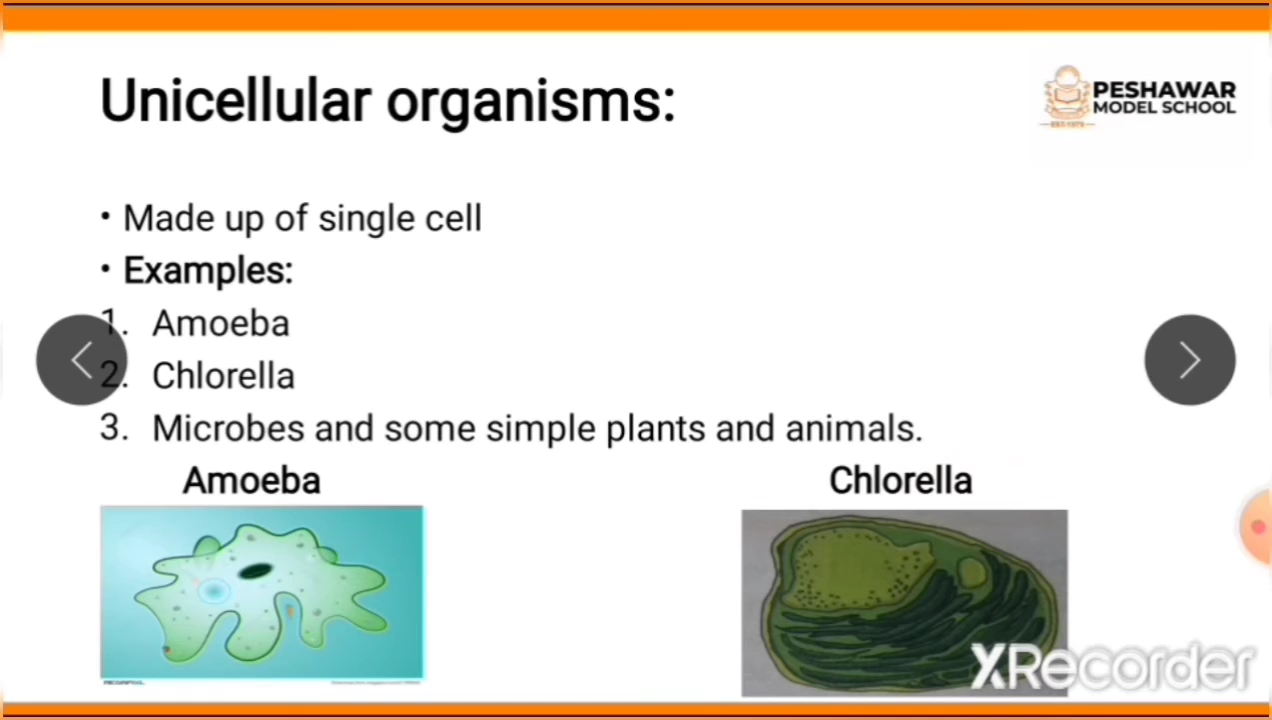 Unicellular organisms:
PESHAWAR
MODEL SCHOOL
• Made up of single cell
• Examples:
1. Amoeba
2. Chlorella
3. Microbes and some simple plants and animals.
Amoeba
Chlorella
XRecorder